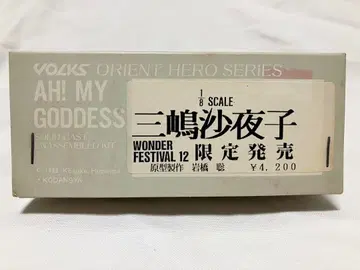 VOLKS ORIENT HERO SERIES
AH! MY
GODDESS
1/8 SCALE
三嶋沙夜子
WONDER
FESTIVAL 12 限定発売
原型製作 岩橋 聡 ¥4,200
KODANSHA